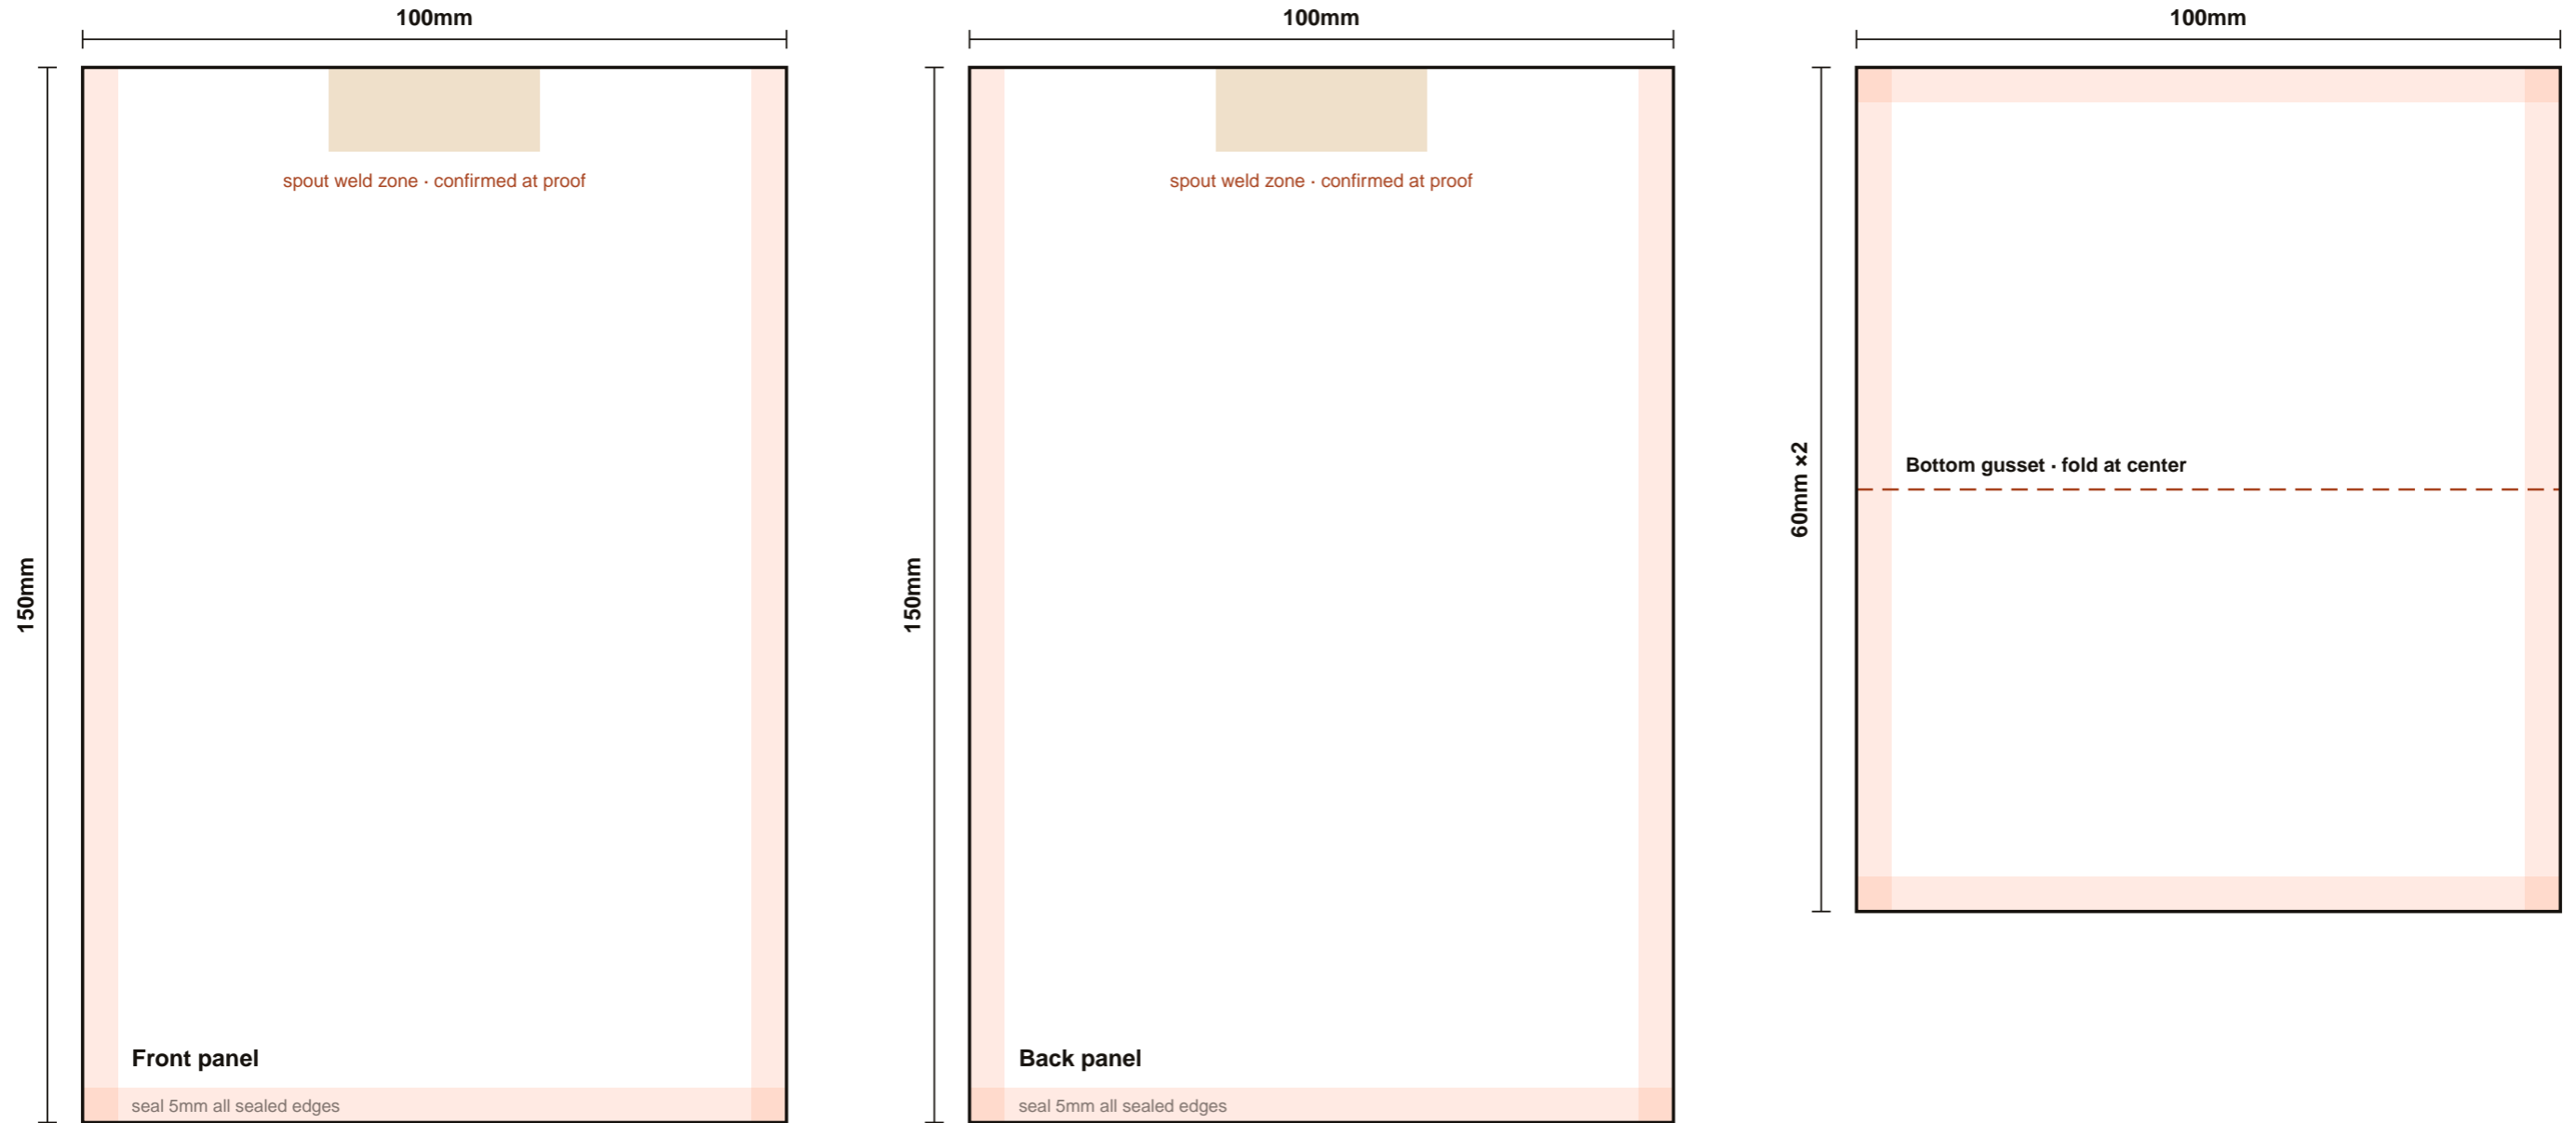 100mm
100mm
100mm
spout weld zone · confirmed at proof
spout weld zone · confirmed at proof
Bottom gusset · fold at center
60mm ×2
150mm
150mm
Front panel
Back panel
seal 5mm all sealed edges
seal 5mm all sealed edges